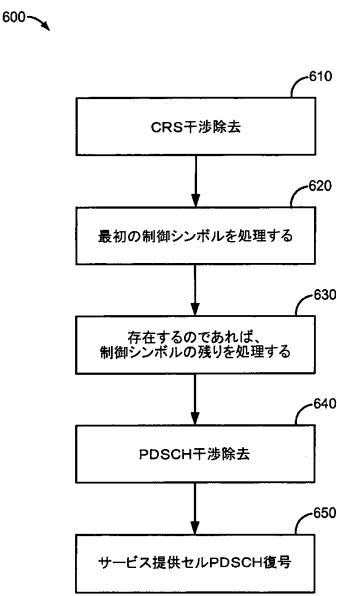 600
610
CRS干渉除去
620
最初の制御シンボルを処理する
630
存在するのであれば、
制御シンボルの残りを処理する
640
PDSCH干渉除去
650
サービス提供セルPDSCH復号